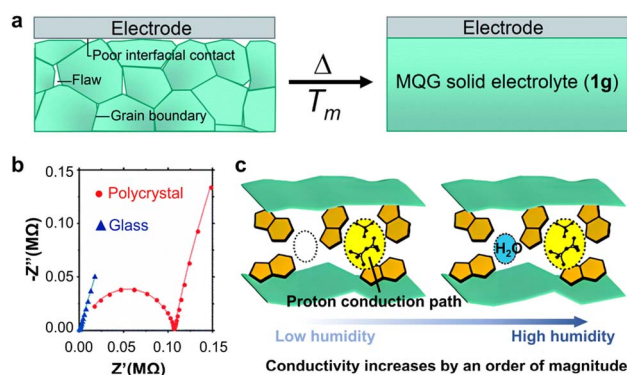 a
Electrode
Poor interfacial contact
Flaw
Grain boundary
Δ
Tm
Electrode
MQG solid electrolyte (1g)
b
-Z''(MΩ)
0.15
0.10
0.05
0.00
Polycrystal
Glass
0.00 0.05 0.10 0.15
Z'(MΩ)
c
H2O
Proton conduction path
Low humidity
High humidity
Conductivity increases by an order of magnitude